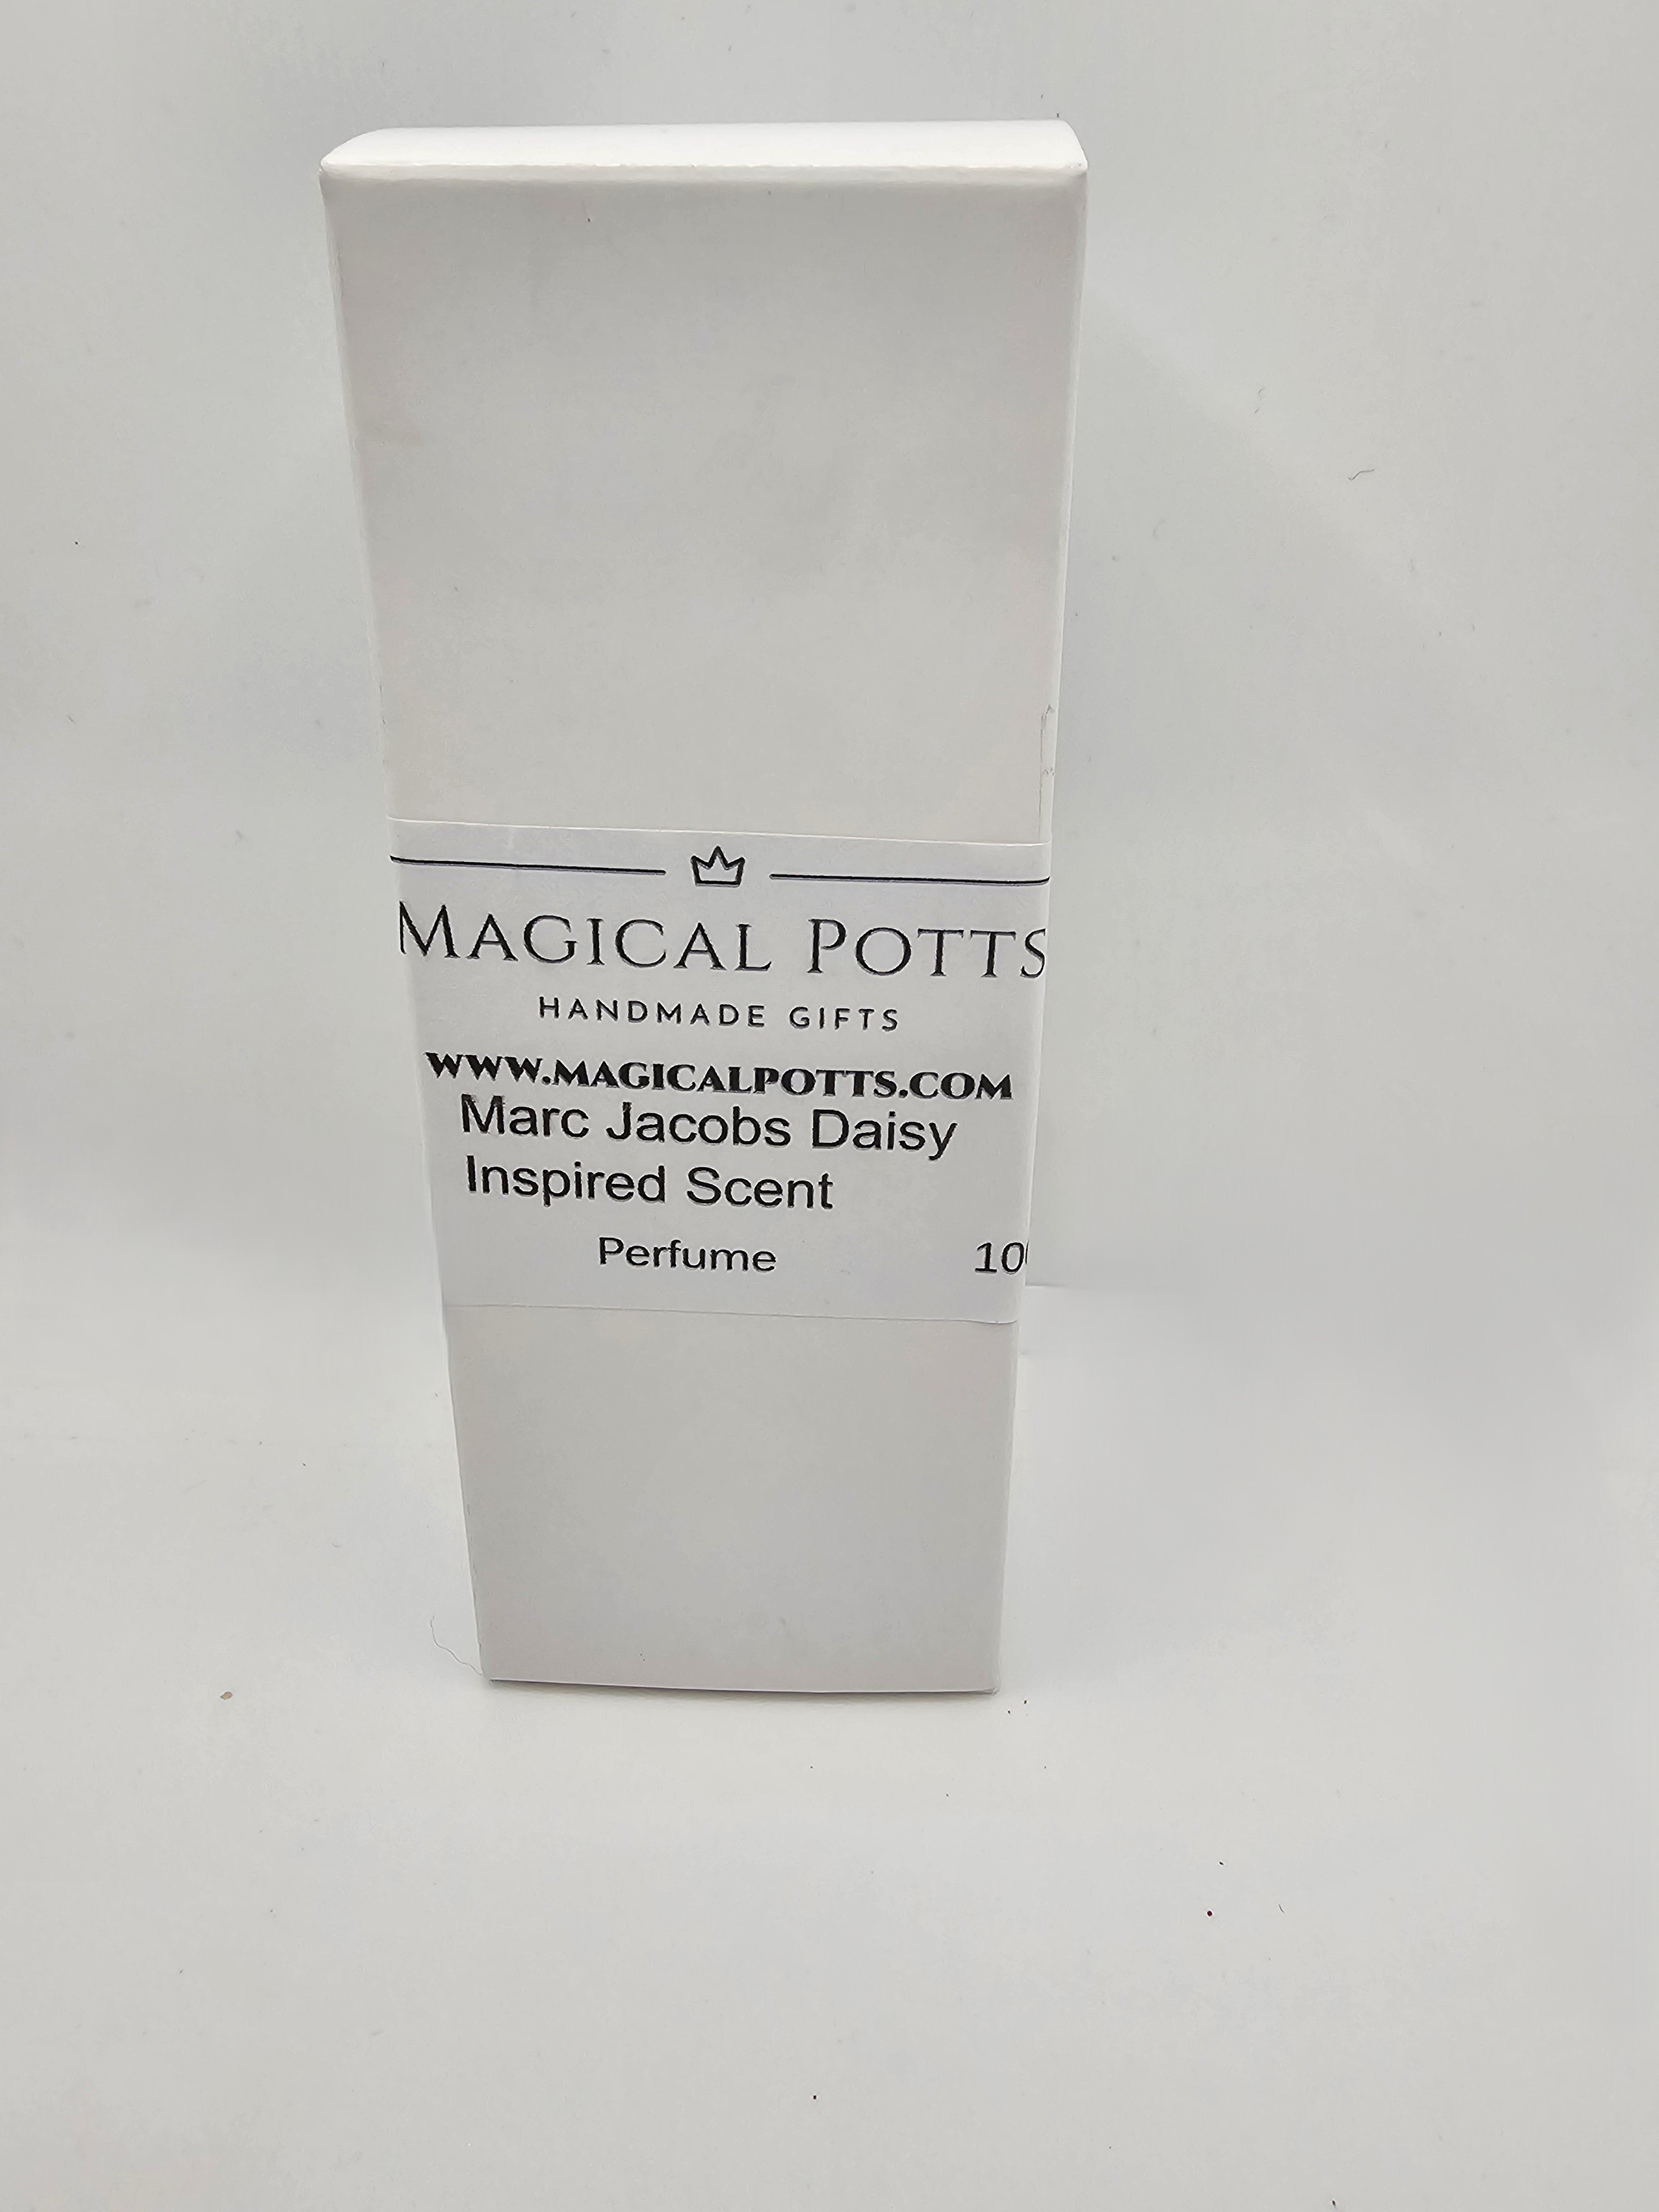 MAGICAL POTTS
HANDMADE GIFTS
WWW.MAGICALPOTTS.COM
Marc Jacobs Daisy
Inspired Scent
Perfume